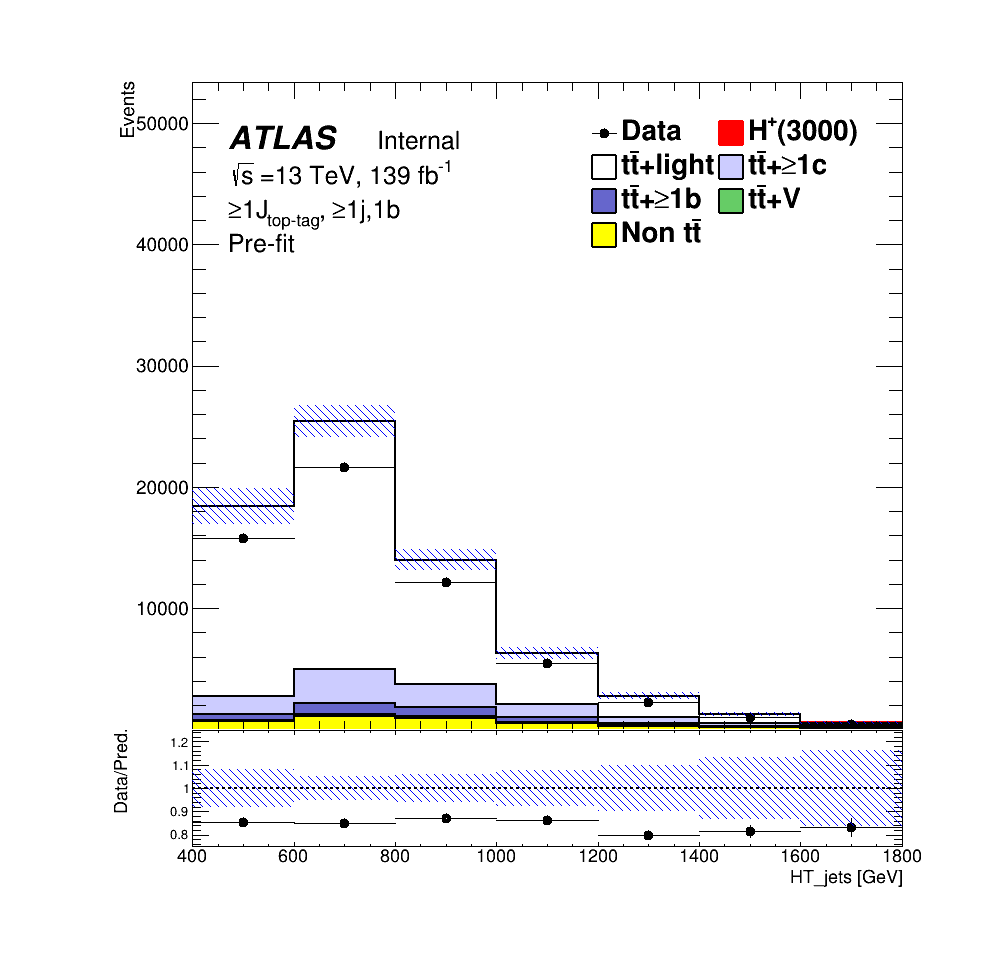 Events
50000
40000
30000
20000
10000
ATLAS Internal
√s =13 TeV, 139 fb⁻¹
≥1J_top-tag, ≥1j,1b
Pre-fit
Data
H⁺(3000)
tt̄+light
tt̄+≥1c
tt̄+≥1b
tt̄+V
Non tt̄
Data/Pred.
1.2
1.1
1
0.9
0.8
400 600 800 1000 1200 1400 1600 1800
HT_jets [GeV]